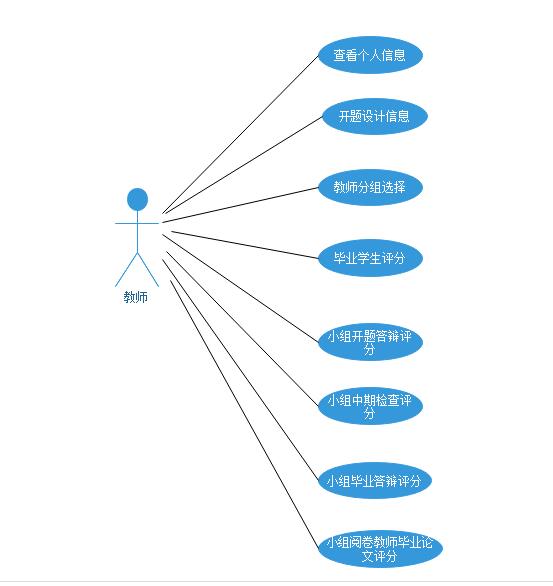 查看个人信息
开题设计信息
教师分组选择
毕业学生评分
教师
小组开题答辩评
分
小组中期检查评
分
小组毕业答辩评分
小组阅卷教师毕业论
文评分